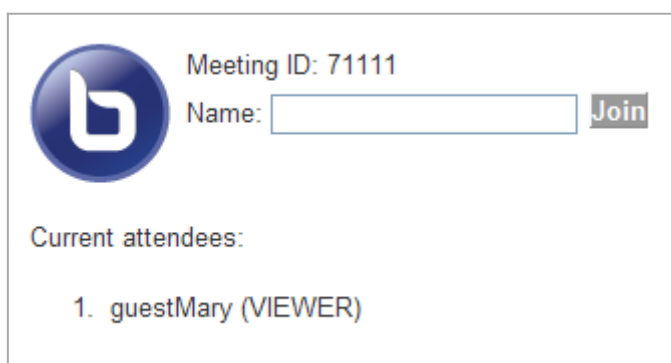 Meeting ID: 71111
Name: Join
Current attendees:
1. guestMary (VIEWER)